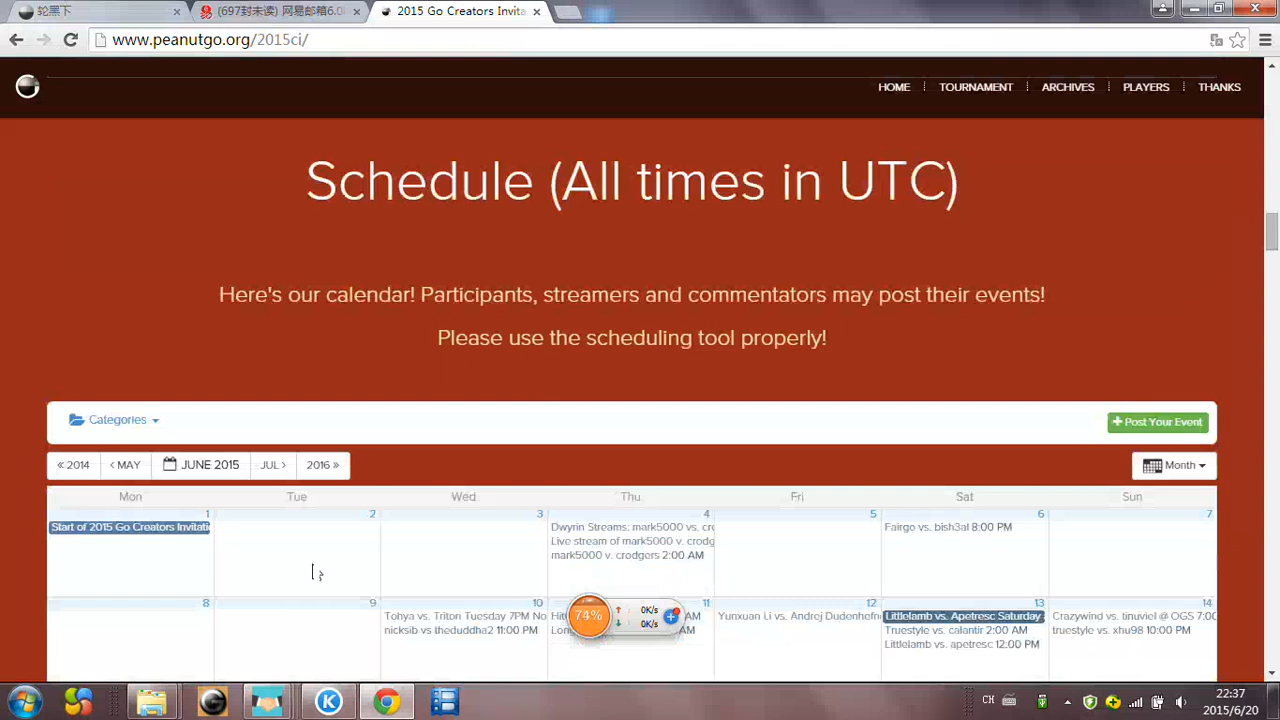 轮黑下
(697封未读) 网易邮箱6.0
2015 Go Creators Invita
www.peanutgo.org/2015ci/
HOME
TOURNAMENT
ARCHIVES
PLAYERS
THANKS
Schedule (All times in UTC)
Here's our calendar! Participants, streamers and commentators may post their events!
Please use the scheduling tool properly!
Categories
Post Your Event
2014
MAY
JUNE 2015
JUL
2016
Month
Mon Tue Wed Thu Fri Sat Sun
1 2 3 4 5 6 7
Start of 2015 Go Creators Invitatio
Dwyrin Streams: mark5000 vs. cro
Live stream of mark5000 v. crodg
mark5000 v. crodgers 2:00 AM
Fairgo vs. bish3al 8:00 PM
8 9 10 11 12 13 14
Tohya vs. Triton Tuesday 7PM No
nicksib vs theduddha2 11:00 PM
AM
AM
74%
0K/s
0K/s
Yunxuan Li vs. Andrej Dudenhefn
Littlelamb vs. Apetresc Saturday
Truestyle vs. calantir 2:00 AM
Littlelamb vs. apetresc 12:00 PM
Crazywind vs. tinuviel @ OGS 7:00
truestyle vs. xhu98 10:00 PM
CH
22:37
2015/6/20